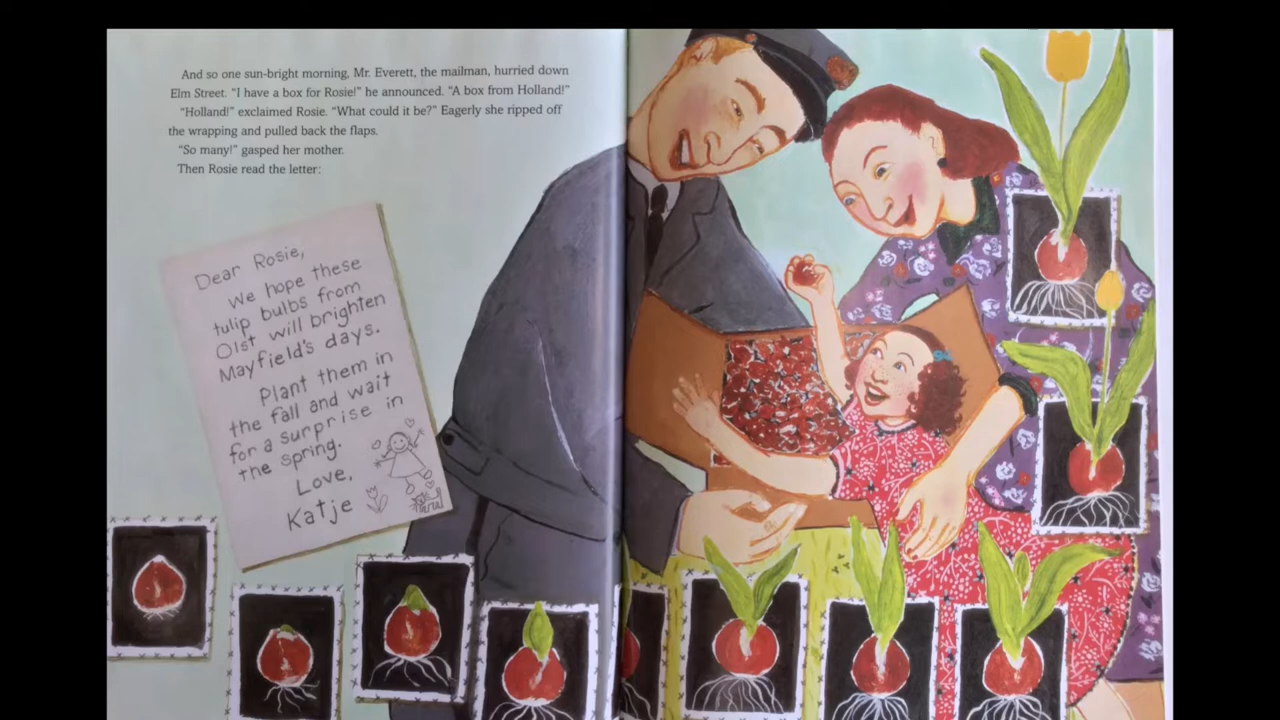 And so one sun-bright morning, Mr. Everett, the mailman, hurried down
Elm Street. “I have a box for Rosie!” he announced. “A box from Holland!”
“Holland!” exclaimed Rosie. “What could it be?” Eagerly she ripped off
the wrapping and pulled back the flaps.
“So many!” gasped her mother.
Then Rosie read the letter:
Dear Rosie,
We hope these
tulip bulbs from
Olst will brighten
Mayfield's days.
Plant them in
the fall and wait
for a surprise in
the spring.
Love,
Katje